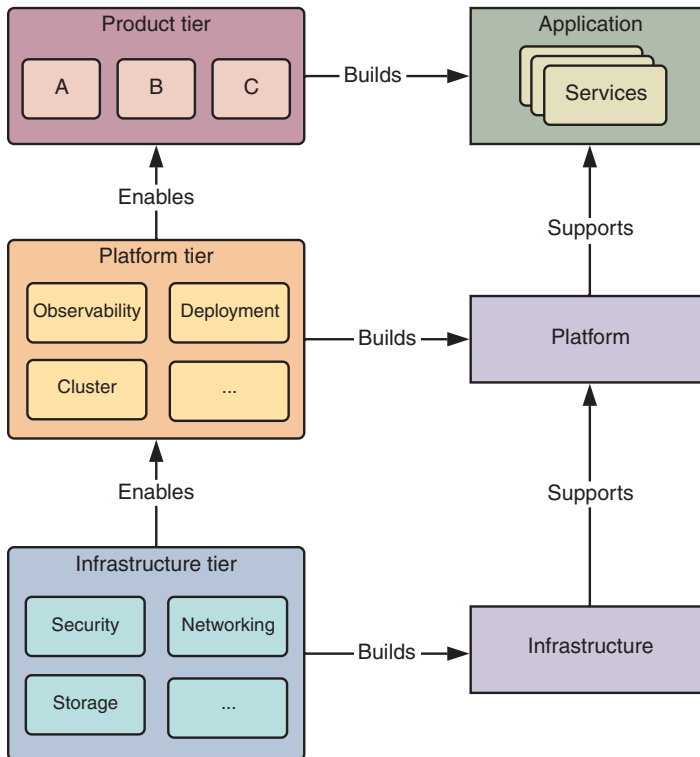 Product tier
A
B
C
Builds
Application
Services
Enables
Supports
Platform tier
Observability
Deployment
Cluster
...
Builds
Platform
Enables
Supports
Infrastructure tier
Security
Networking
Storage
...
Builds
Infrastructure